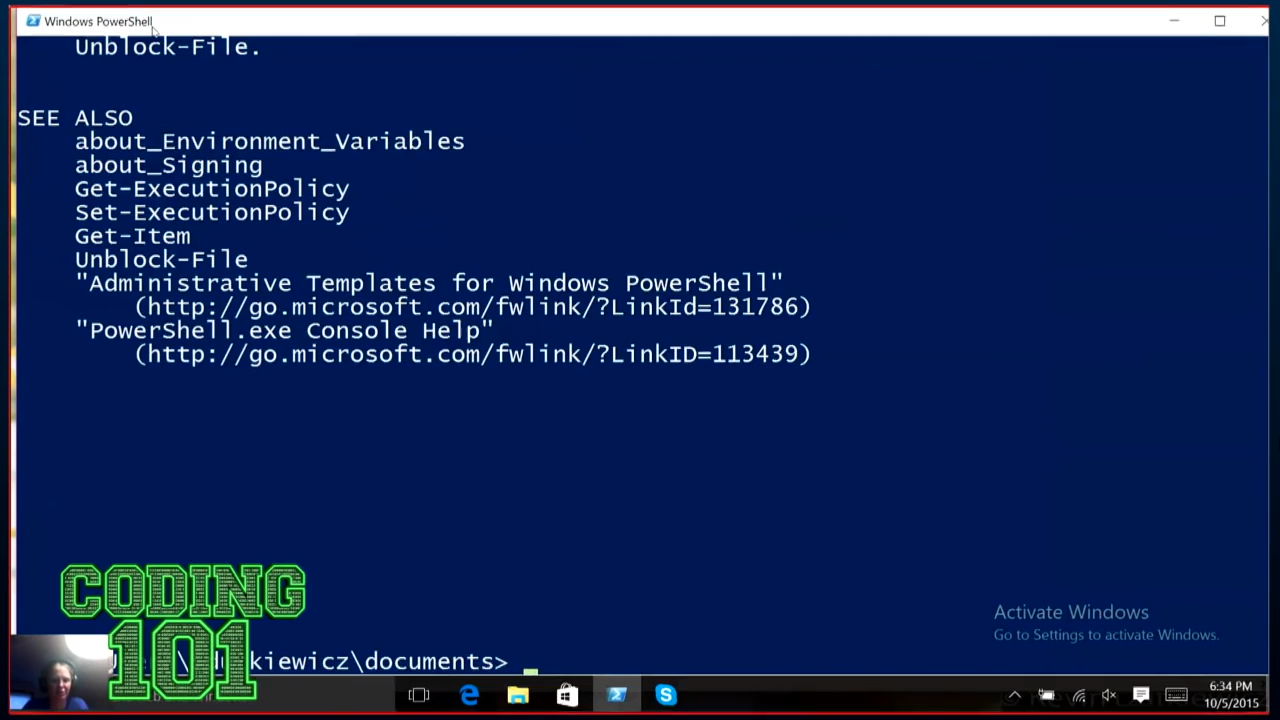 Windows PowerShell
Unblock-File.
SEE ALSO
about_Environment_Variables
about_Signing
Get-ExecutionPolicy
Set-ExecutionPolicy
Get-Item
Unblock-File
"Administrative Templates for Windows PowerShell"
(http://go.microsoft.com/fwlink/?LinkId=131786)
"PowerShell.exe Console Help"
(http://go.microsoft.com/fwlink/?LinkID=113439)
CODING
101
Activate Windows
Go to Settings to activate Windows.
kiewicz\documents>
6:34 PM
10/5/2015